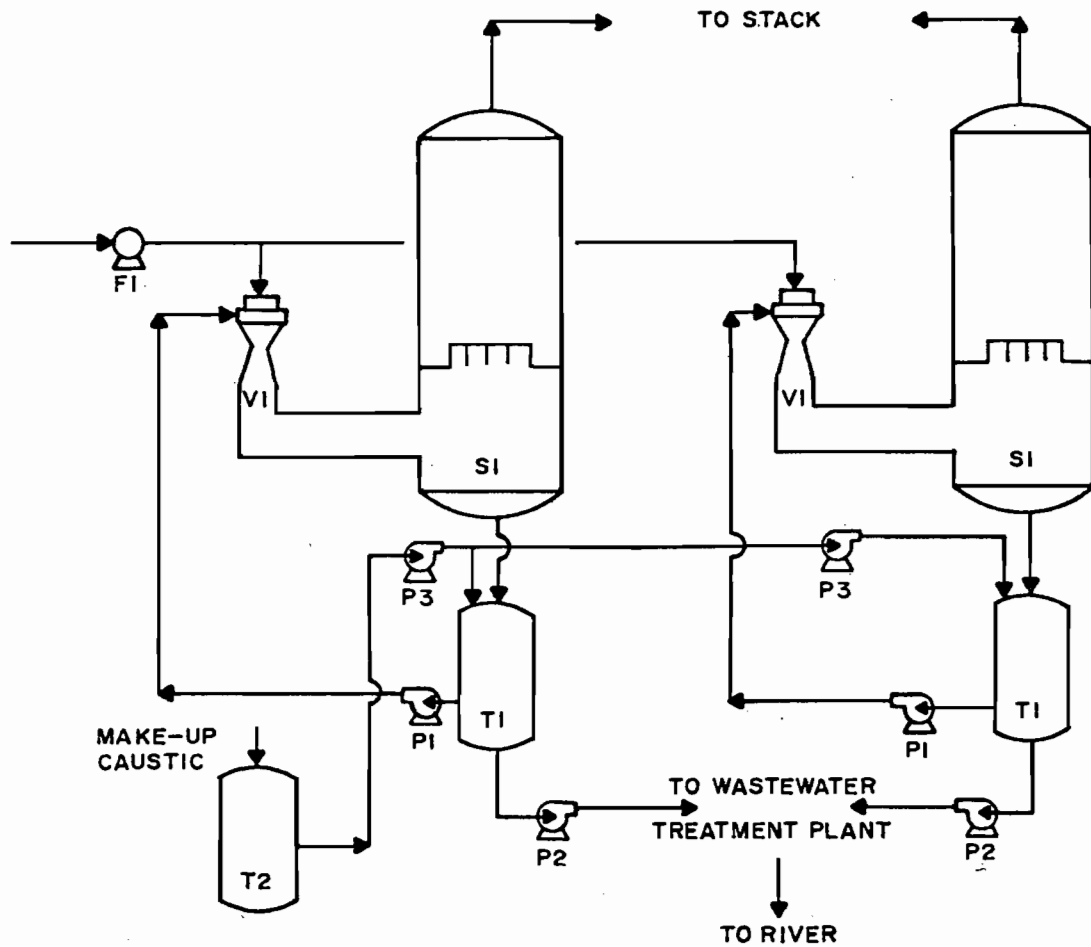 TO STACK
F1
V1
V1
S1
S1
P3
P3
T1
T1
P1
P1
MAKE-UP
CAUSTIC
TO WASTEWATER
TREATMENT PLANT
P2
P2
T2
TO RIVER